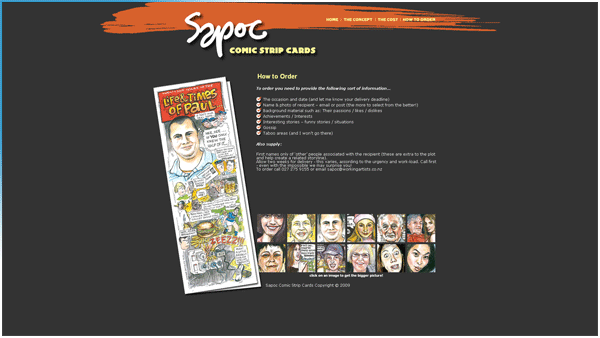 Sapoc
COMIC STRIP CARDS
HOME | THE CONCEPT | THE COST | HOW TO ORDER
LIFE & TIMES
OF PAUL...
How to Order
To order you need to provide the following sort of information...
The occasion and date (and let me know your delivery deadline)
Name & photo of recipient – email or post (the more to select from the better!)
Background material such as: Their passions / likes / dislikes
Achievements / Interests
Interesting stories – funny stories / situations
Gossip
Taboo areas (and I won't go there)
Also supply:
First names only of 'other' people associated with the recipient (these are extra to the plot
and help create a related storyline)
Allow two weeks for delivery - this varies, according to the urgency and work-load. Call first
- even with the impossible we may surprise you!
To order call 027 275 9155 or email sapoc@workingartists.co.nz
click on an image to get the bigger picture!
Sapoc Comic Strip Cards Copyright © 2009